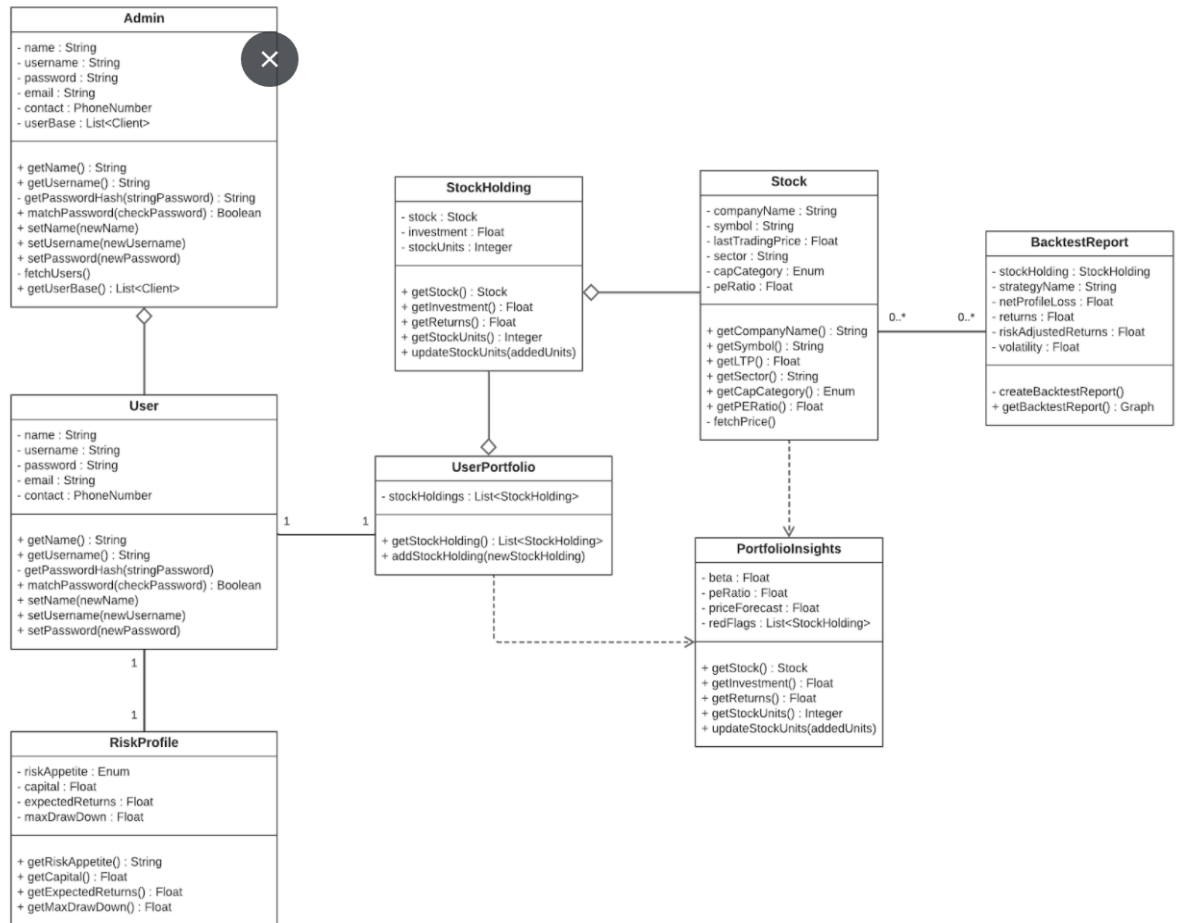 Admin
- name : String
- username : String
- password : String
- email : String
- contact : PhoneNumber
- userBase : List<Client>
+ getName() : String
+ getUsername() : String
- getPasswordHash(stringPassword) : String
+ matchPassword(checkPassword) : Boolean
+ setName(newName)
+ setUsername(newUsername)
+ setPassword(newPassword)
- fetchUsers()
+ getUserBase() : List<Client>
User
- name : String
- username : String
- password : String
- email : String
- contact : PhoneNumber
+ getName() : String
+ getUsername() : String
- getPasswordHash(stringPassword)
+ matchPassword(checkPassword) : Boolean
+ setName(newName)
+ setUsername(newUsername)
+ setPassword(newPassword)
1
1
RiskProfile
- riskAppetite : Enum
- capital : Float
- expectedReturns : Float
- maxDrawDown : Float
+ getRiskAppetite() : String
+ getCapital() : Float
+ getExpectedReturns() : Float
+ getMaxDrawDown() : Float
1
1
StockHolding
- stock : Stock
- investment : Float
- stockUnits : Integer
+ getStock() : Stock
+ getInvestment() : Float
+ getReturns() : Float
+ getStockUnits() : Integer
+ updateStockUnits(addedUnits)
UserPortfolio
- stockHoldings : List<StockHolding>
+ getStockHolding() : List<StockHolding>
+ addStockHolding(newStockHolding)
Stock
- companyName : String
- symbol : String
- lastTradingPrice : Float
- sector : String
- capCategory : Enum
- peRatio : Float
+ getCompanyName() : String
+ getSymbol() : String
+ getLTP() : Float
+ getSector() : String
+ getCapCategory() : Enum
+ getPERatio() : Float
- fetchPrice()
0..*
0..*
BacktestReport
- stockHolding : StockHolding
- strategyName : String
- netProfileLoss : Float
- returns : Float
- riskAdjustedReturns : Float
- volatility : Float
- createBacktestReport()
+ getBacktestReport() : Graph
PortfolioInsights
- beta : Float
- peRatio : Float
- priceForecast : Float
- redFlags : List<StockHolding>
+ getStock() : Stock
+ getInvestment() : Float
+ getReturns() : Float
+ getStockUnits() : Integer
+ updateStockUnits(addedUnits)